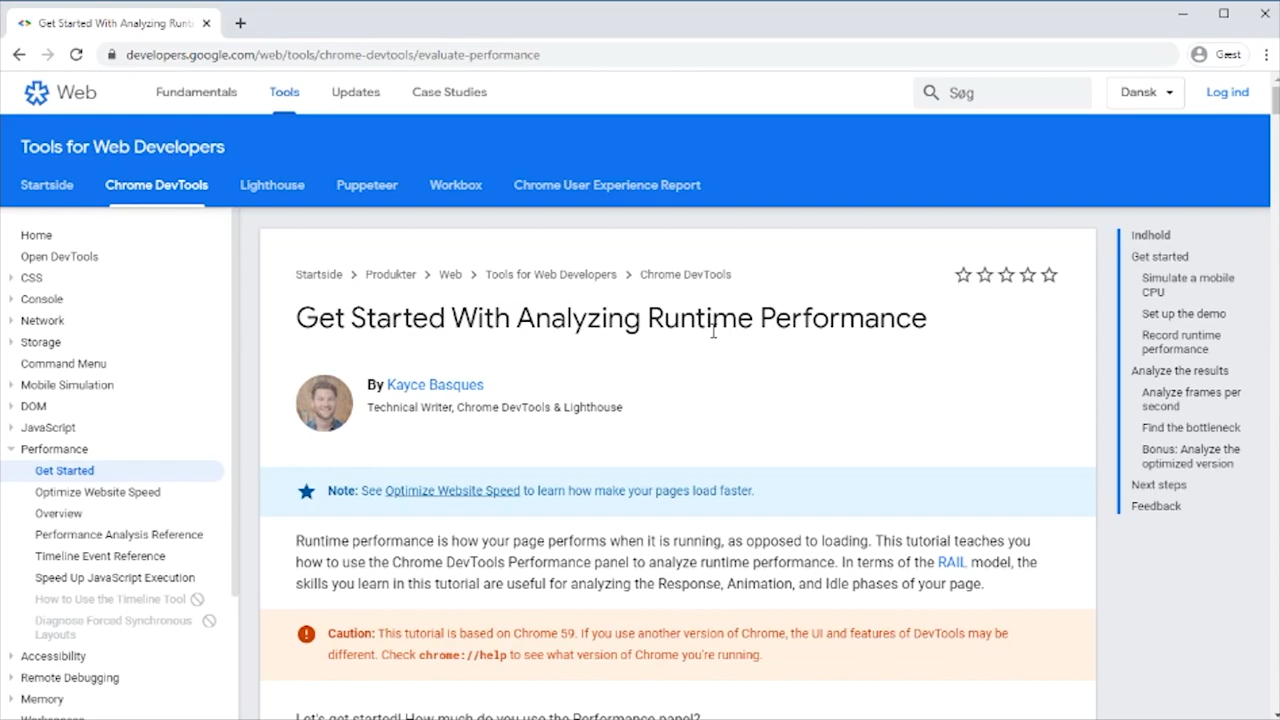 Get Started With Analyzing Runt
developers.google.com/web/tools/chrome-devtools/evaluate-performance
Gæst
Web
Fundamentals
Tools
Updates
Case Studies
Søg
Dansk
Log ind
Tools for Web Developers
Startside
Chrome DevTools
Lighthouse
Puppeteer
Workbox
Chrome User Experience Report
Home
Open DevTools
CSS
Console
Network
Storage
Command Menu
Mobile Simulation
DOM
JavaScript
Performance
Get Started
Optimize Website Speed
Overview
Performance Analysis Reference
Timeline Event Reference
Speed Up JavaScript Execution
How to Use the Timeline Tool
Diagnose Forced Synchronous
Layouts
Accessibility
Remote Debugging
Memory
Startside > Produkter > Web > Tools for Web Developers > Chrome DevTools
Get Started With Analyzing Runtime Performance
By Kayce Basques
Technical Writer, Chrome DevTools & Lighthouse
Note: See Optimize Website Speed to learn how make your pages load faster.
Runtime performance is how your page performs when it is running, as opposed to loading. This tutorial teaches you
how to use the Chrome DevTools Performance panel to analyze runtime performance. In terms of the RAIL model, the
skills you learn in this tutorial are useful for analyzing the Response, Animation, and Idle phases of your page.
Caution: This tutorial is based on Chrome 59. If you use another version of Chrome, the UI and features of DevTools may be
different. Check chrome://help to see what version of Chrome you're running.
Let's get started! How much do you use the Performance panel?
Indhold
Get started
Simulate a mobile
CPU
Set up the demo
Record runtime
performance
Analyze the results
Analyze frames per
second
Find the bottleneck
Bonus: Analyze the
optimized version
Next steps
Feedback